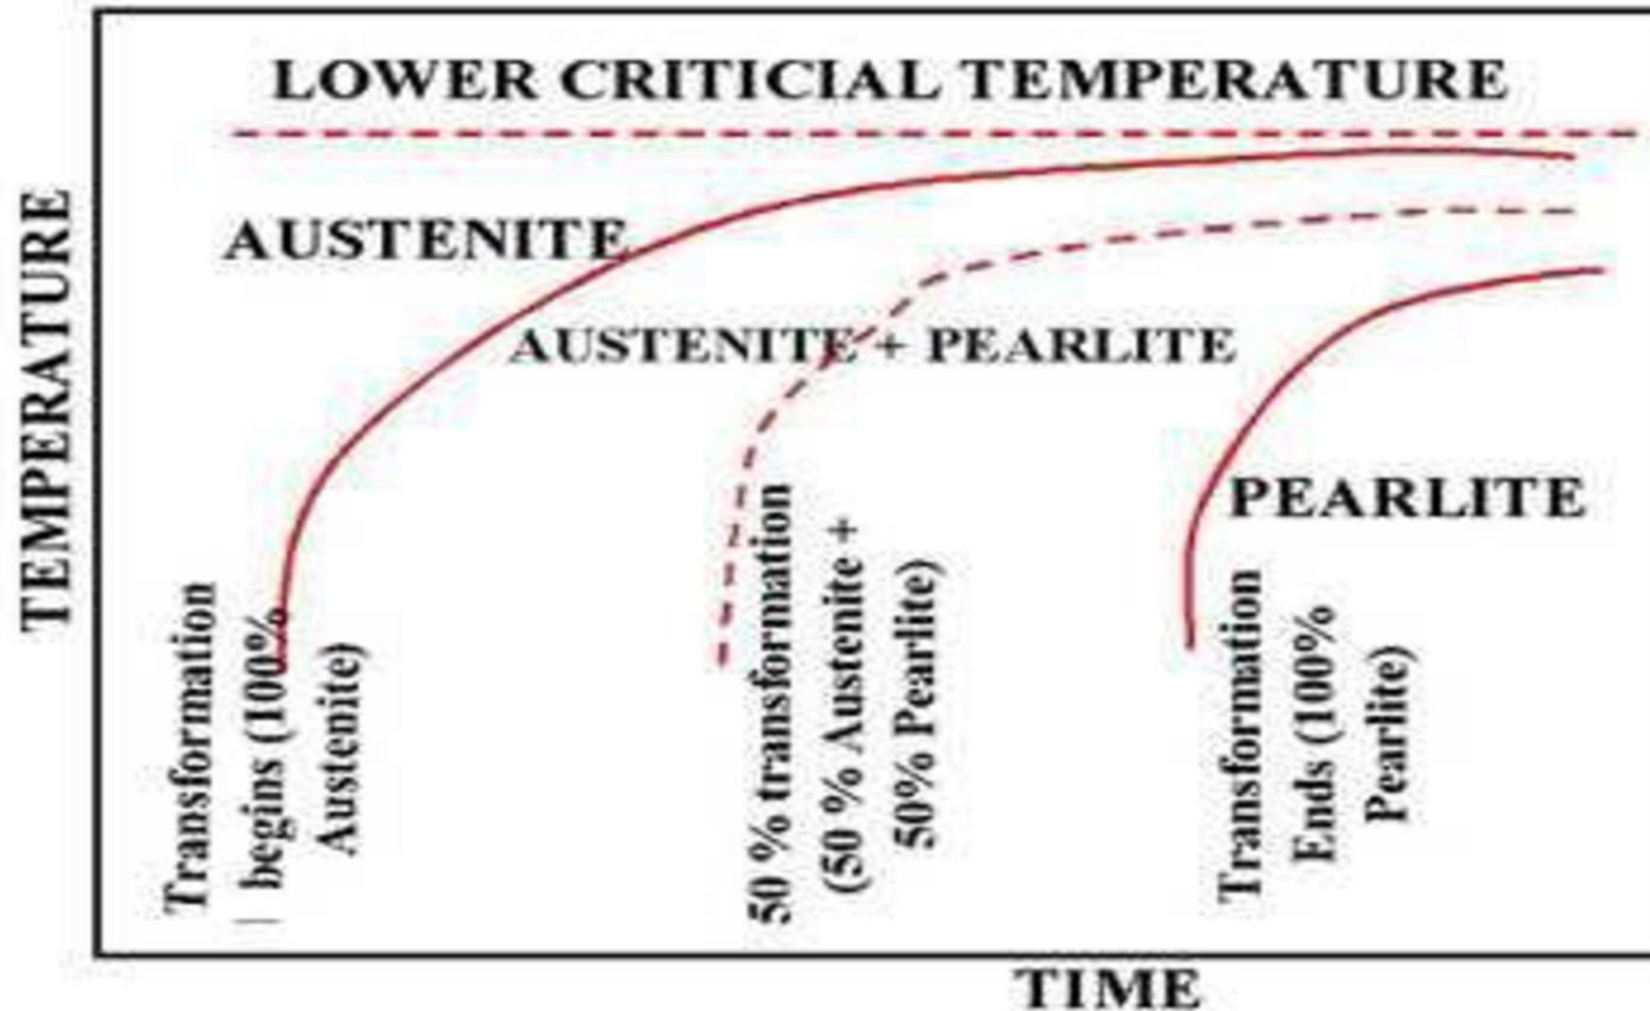 LOWER CRITICIAL TEMPERATURE
AUSTENITE
AUSTENITE + PEARLITE
PEARLITE
TEMPERATURE
Transformation
begins (100%
Austenite)
50 % transformation
(50 % Austenite +
50% Pearlite)
Transformation
Ends (100%
Pearlite)
TIME